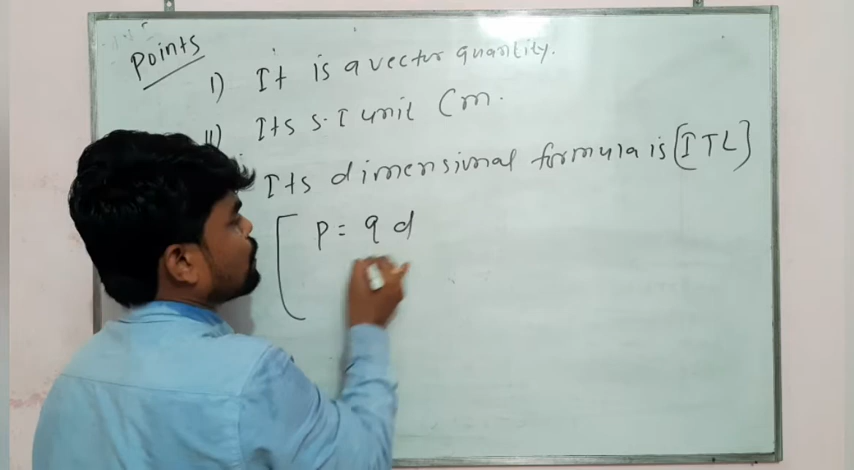 Points
I) It is a vector quantity.
II) Its S.I unit Cm.
Its dimensional formula is [ITL]
[ P = q d